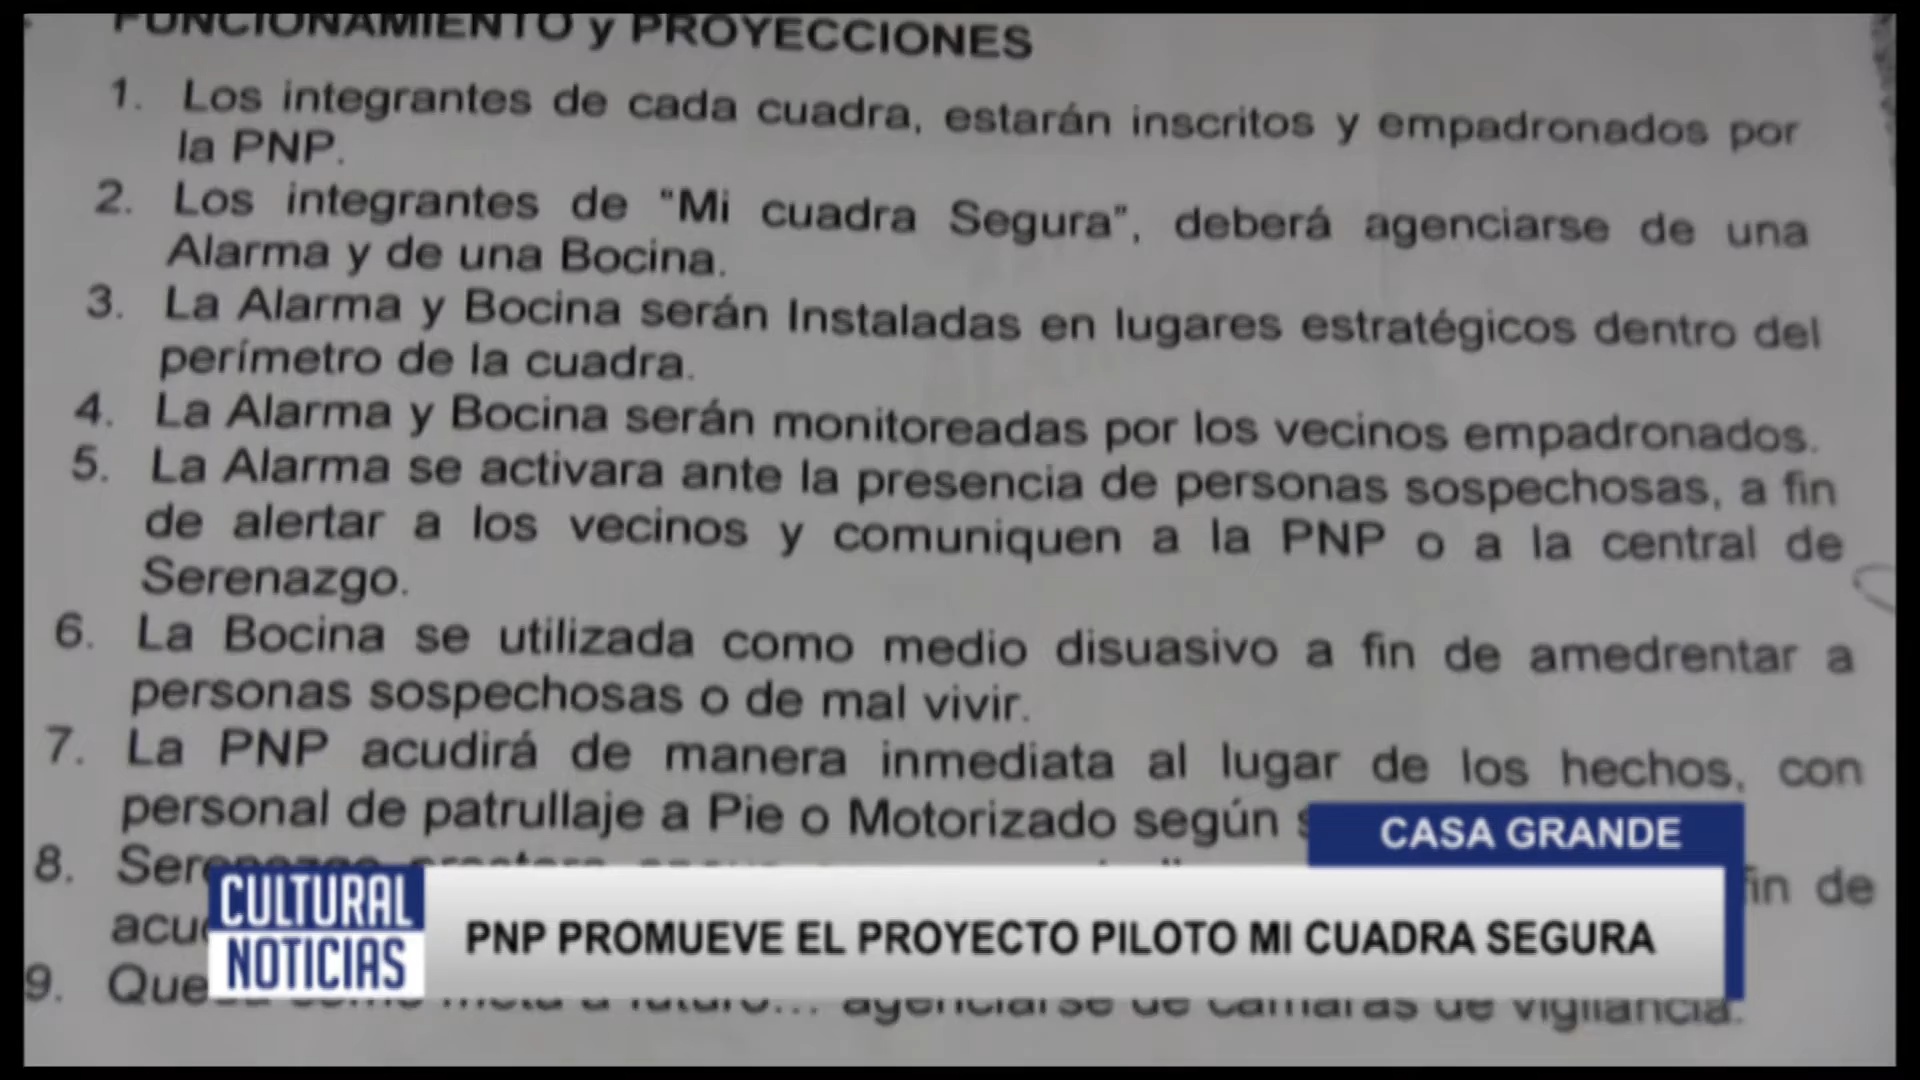 FUNCIONAMIENTO y PROYECCIONES
1. Los integrantes de cada cuadra, estarán inscritos y empadronados por
la PNP.
2. Los integrantes de “Mi cuadra Segura”, deberá agenciarse de una
Alarma y de una Bocina.
3. La Alarma y Bocina serán Instaladas en lugares estratégicos dentro del
perímetro de la cuadra.
4. La Alarma y Bocina serán monitoreadas por los vecinos empadronados.
5. La Alarma se activara ante la presencia de personas sospechosas, a fin
de alertar a los vecinos y comuniquen a la PNP o a la central de
Serenazgo.
6. La Bocina se utilizada como medio disuasivo a fin de amedrentar a
personas sospechosas o de mal vivir.
7. La PNP acudirá de manera inmediata al lugar de los hechos, con
personal de patrullaje a Pie o Motorizado según
CASA GRANDE
8. Serenazgo fin de
9. agenciarse de cámaras de vigilancia.
CULTURAL
NOTICIAS
PNP PROMUEVE EL PROYECTO PILOTO MI CUADRA SEGURA